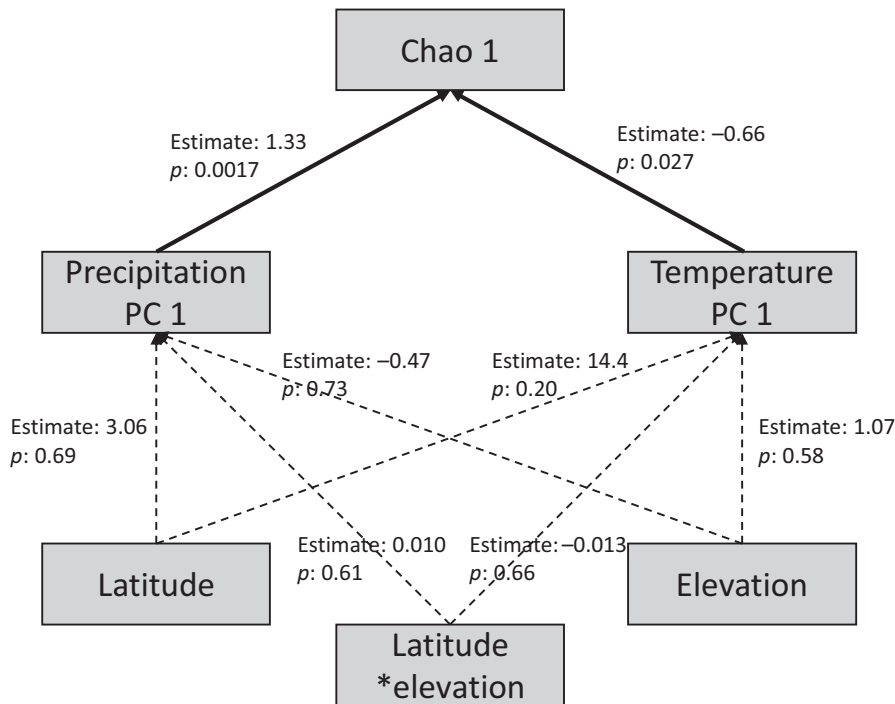 Chao 1
Estimate: 1.33
p: 0.0017
Estimate: –0.66
p: 0.027
Precipitation
PC 1
Temperature
PC 1
Estimate: –0.47
p: 0.73
Estimate: 14.4
p: 0.20
Estimate: 3.06
p: 0.69
Estimate: 1.07
p: 0.58
Estimate: 0.010
p: 0.61
Estimate: –0.013
p: 0.66
Latitude
Elevation
Latitude
*elevation